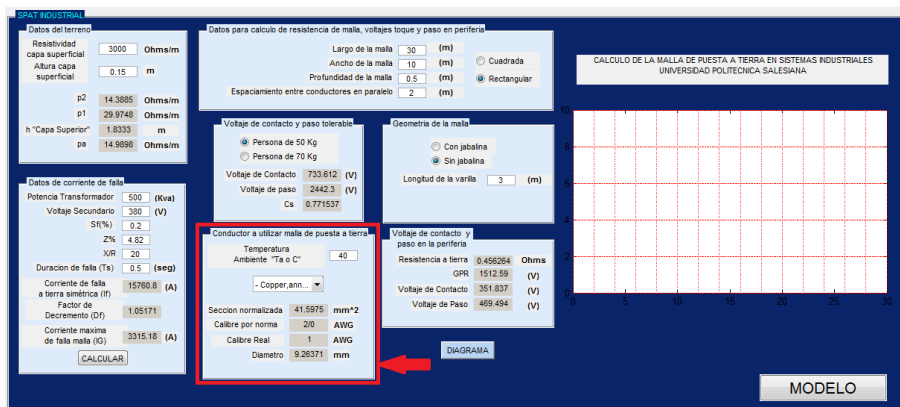 SPAT INDUSTRIAL
Datos del terreno
Resistividad
capa superficial 3000 Ohms/m
Altura capa
superficial 0.15 m
p2 14.3885 Ohms/m
p1 29.9748 Ohms/m
h "Capa Superior" 1.8333 m
pa 14.9898 Ohms/m
Datos de corriente de falla
Potencia Transformador 500 (Kva)
Voltaje Secundario 380 (V)
Sf(%) 0.2
Z% 4.82
X/R 20
Duracion de falla (Ts) 0.5 (seg)
Corriente de falla
a tierra simétrica (If) 15760.8 (A)
Factor de
Decremento (Df) 1.05171
Corriente maxima
de falla malla (IG) 3315.18 (A)
CALCULAR
Datos para calculo de resistencia de malla, voltajes toque y paso en periferia
Largo de la malla 30 (m)
Ancho de la malla 10 (m)
Profundidad de la malla 0.5 (m)
Espaciamiento entre conductores en paralelo 2 (m)
Cuadrada
Rectangular
Voltaje de contacto y paso tolerable
Persona de 50 Kg
Persona de 70 Kg
Voltaje de Contacto 733.612 (V)
Voltaje de paso 2442.3 (V)
Cs 0.771537
Geometria de la malla
Con jabalina
Sin jabalina
Longitud de la varilla 3 (m)
Conductor a utilizar malla de puesta a tierra
Temperatura
Ambiente "Ta o C" 40
- Copper,ann...
Seccion normalizada 41.5975 mm^2
Calibre por norma 2/0 AWG
Calibre Real 1 AWG
Diametro 9.26371 mm
Voltaje de contacto y
paso en la periferia
Resistencia a tierra 0.456264 Ohms
GPR 1512.59 (V)
Voltaje de Contacto 351.837 (V)
Voltaje de Paso 469.494 (V)
DIAGRAMA
CALCULO DE LA MALLA DE PUESTA A TIERRA EN SISTEMAS INDUSTRIALES
UNIVERSIDAD POLITECNICA SALESIANA
10
8
6
4
2
0
0 5 10 15 20 25 30
MODELO